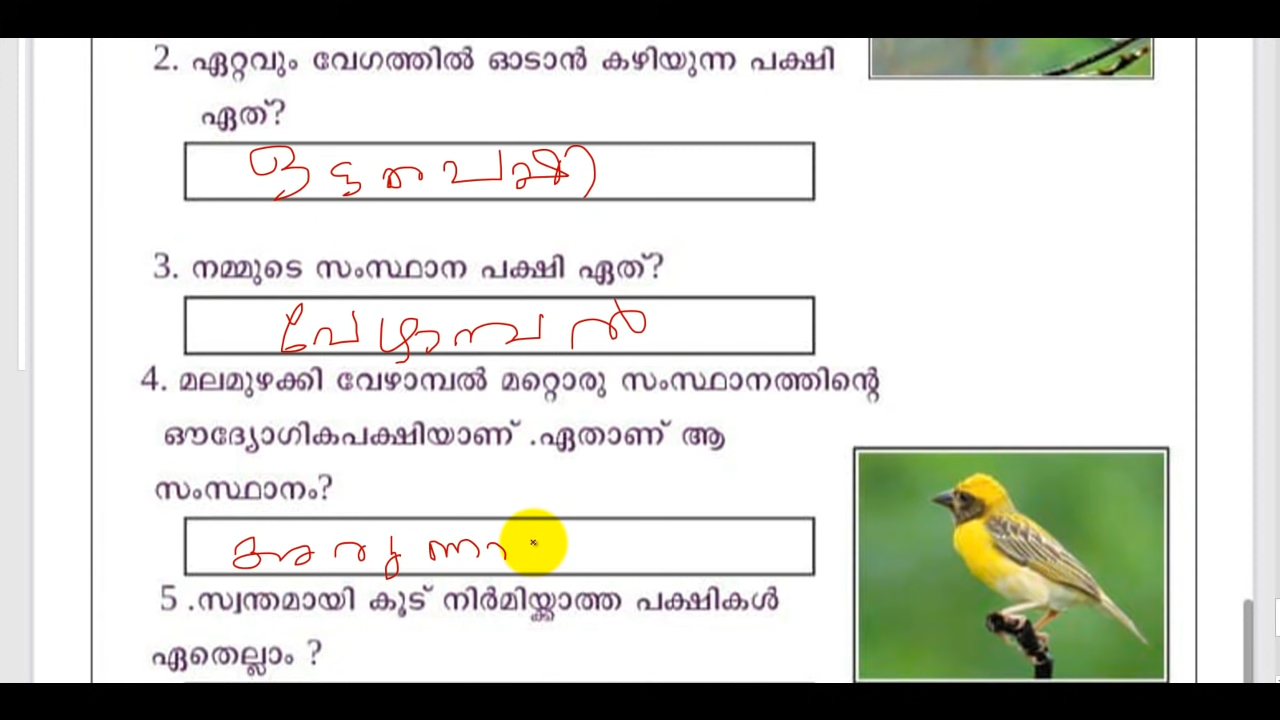 2. ഏറ്റവും വേഗത്തിൽ ഓടാൻ കഴിയുന്ന പക്ഷി
ഏത്?
ഒട്ടകപക്ഷി
3. നമ്മുടെ സംസ്ഥാന പക്ഷി ഏത്?
വേഴാമ്പൽ
4. മലമുഴക്കി വേഴാമ്പൽ മറ്റൊരു സംസ്ഥാനത്തിന്റെ
ഔദ്യോഗികപക്ഷിയാണ് .ഏതാണ് ആ
സംസ്ഥാനം?
അരുണാ
5 .സ്വന്തമായി കൂട് നിർമിയ്ക്കാത്ത പക്ഷികൾ
ഏതെല്ലാം ?